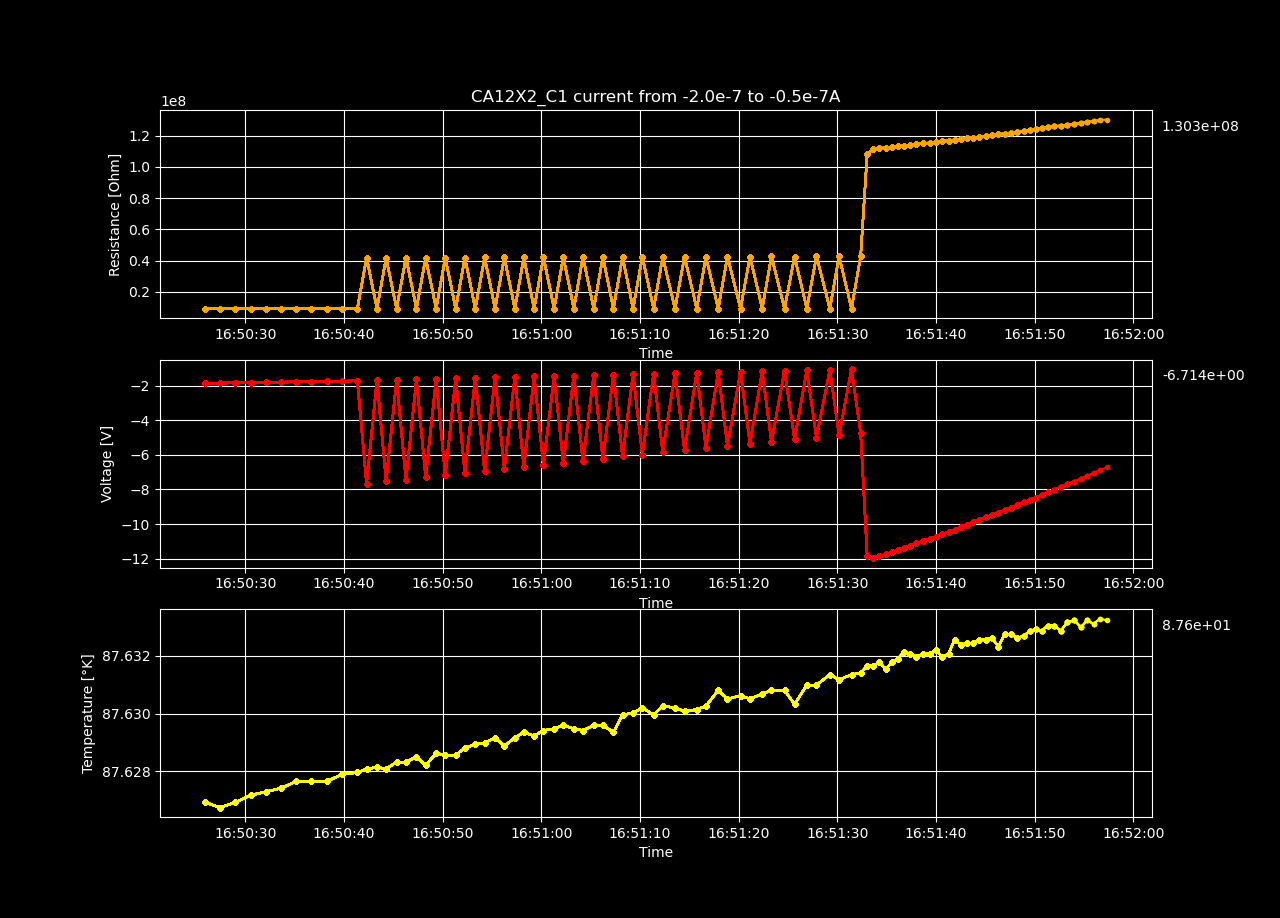 CA12X2_C1 current from -2.0e-7 to -0.5e-7A
1e8
1.303e+08
Resistance [Ohm]
1.2
1.0
0.8
0.6
0.4
0.2
16:50:30 16:50:40 16:50:50 16:51:00 16:51:10 16:51:20 16:51:30 16:51:40 16:51:50 16:52:00
Time
-6.714e+00
Voltage [V]
−2
−4
−6
−8
−10
−12
16:50:30 16:50:40 16:50:50 16:51:00 16:51:10 16:51:20 16:51:30 16:51:40 16:51:50 16:52:00
Time
8.76e+01
Temperature [°K]
87.632
87.630
87.628
16:50:30 16:50:40 16:50:50 16:51:00 16:51:10 16:51:20 16:51:30 16:51:40 16:51:50 16:52:00
Time